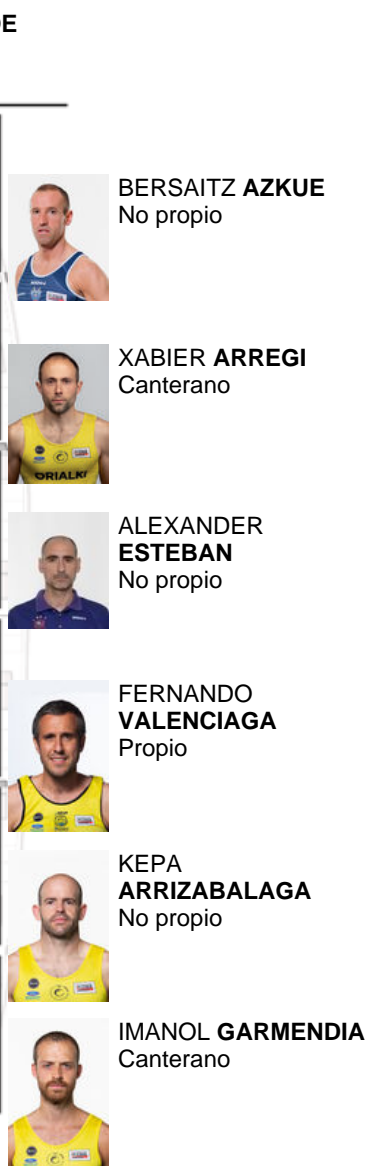 DE
BERSAITZ AZKUE
No propio
XABIER ARREGI
Canterano
ORIALKI
ALEXANDER
ESTEBAN
No propio
FERNANDO
VALENCIAGA
Propio
KEPA
ARRIZABALAGA
No propio
IMANOL GARMENDIA
Canterano